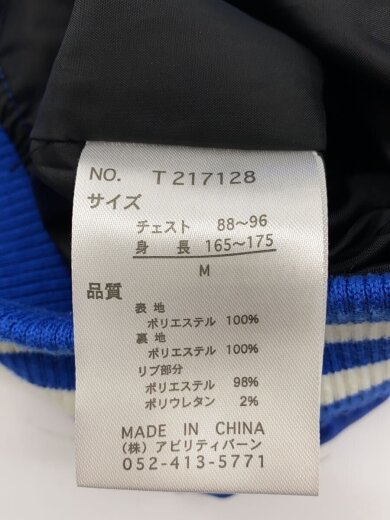 NO. T217128
サイズ
チェスト 88～96
身長 165～175
M
品質
表地
ポリエステル 100%
裏地
ポリエステル 100%
リブ部分
ポリエステル 98%
ポリウレタン 2%
MADE IN CHINA
(株) アビリティバーン
052-413-5771